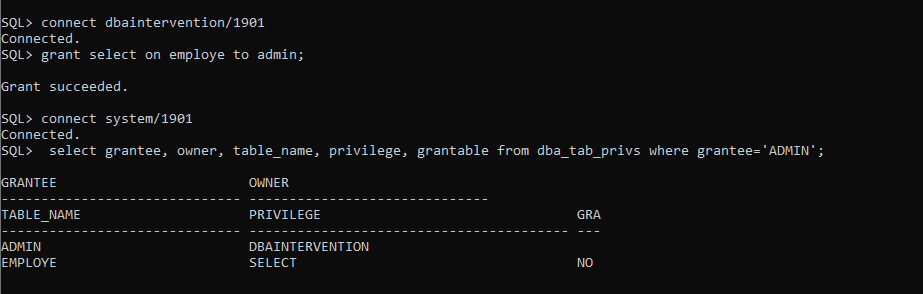 SQL> connect dbaintervention/1901
Connected.
SQL> grant select on employe to admin;
Grant succeeded.
SQL> connect system/1901
Connected.
SQL>  select grantee, owner, table_name, privilege, grantable from dba_tab_privs where grantee='ADMIN';
GRANTEE                        OWNER
------------------------------ ------------------------------
TABLE_NAME                     PRIVILEGE                                GRA
------------------------------ ---------------------------------------- ---
ADMIN                          DBAINTERVENTION
EMPLOYE                        SELECT                                   NO